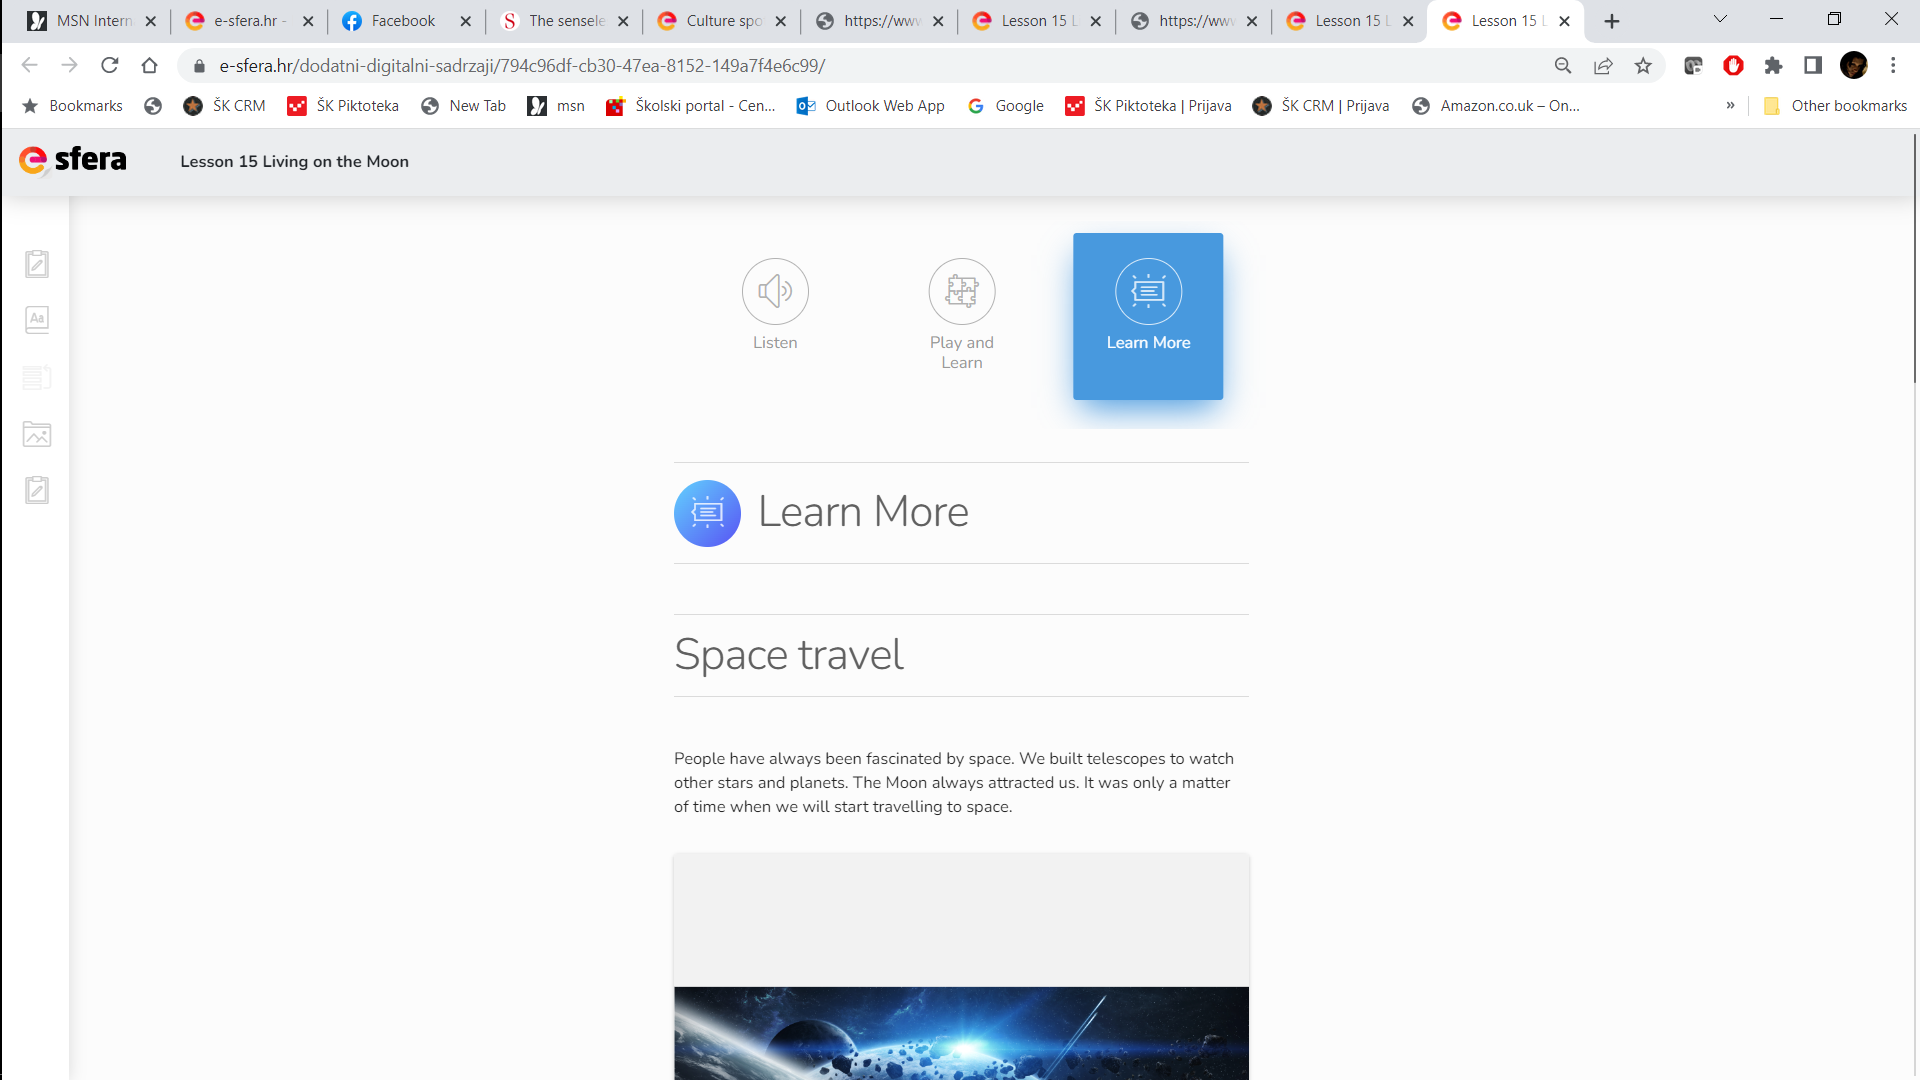 MSN Intern
e-sfera.hr -
Facebook
The sensele
Culture spo
https://www
Lesson 15 L
https://www
Lesson 15 L
Lesson 15 L
e-sfera.hr/dodatni-digitalni-sadrzaji/794c96df-cb30-47ea-8152-149a7f4e6c99/
Bookmarks
ŠK CRM
ŠK Piktoteka
New Tab
msn
Školski portal - Cen...
Outlook Web App
Google
ŠK Piktoteka | Prijava
ŠK CRM | Prijava
Amazon.co.uk – On...
»
Other bookmarks
e sfera
Lesson 15 Living on the Moon
Aa
Listen
Play and
Learn
Learn More
Learn More
Space travel
People have always been fascinated by space. We built telescopes to watch
other stars and planets. The Moon always attracted us. It was only a matter
of time when we will start travelling to space.